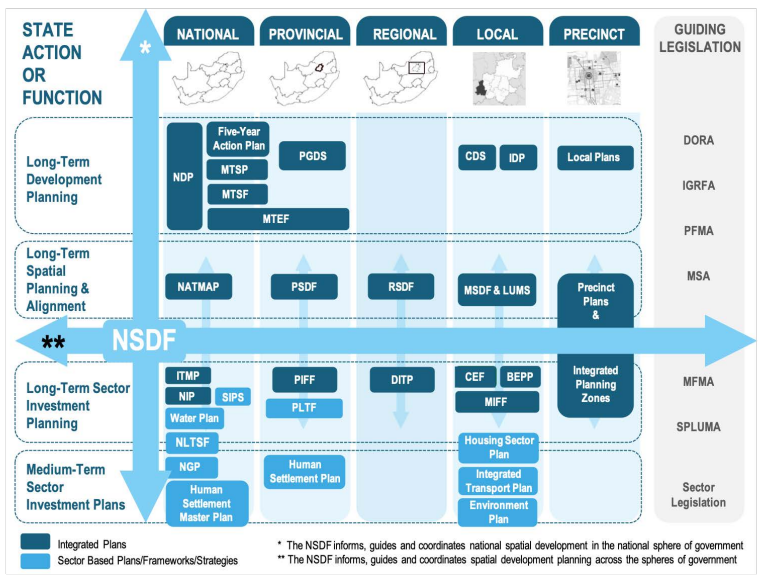 STATE
ACTION
OR
FUNCTION
*
NATIONAL
PROVINCIAL
REGIONAL
LOCAL
PRECINCT
GUIDING
LEGISLATION
Long-Term
Development
Planning
NDP
Five-Year
Action Plan
MTSP
MTSF
MTEF
PGDS
CDS
IDP
Local Plans
DORA
IGRFA
PFMA
Long-Term
Spatial
Planning &
Alignment
NATMAP
PSDF
RSDF
MSDF & LUMS
Precinct
Plans
&
Integrated
Planning
Zones
MSA
**
NSDF
Long-Term Sector
Investment
Planning
ITMP
NIP
SIPS
Water Plan
NLTSF
PIFF
PLTF
DITP
CEF
BEPP
MIFF
Housing Sector
Plan
MFMA
SPLUMA
Medium-Term
Sector
Investment Plans
NGP
Human
Settlement
Master Plan
Human
Settlement Plan
Integrated
Transport Plan
Environment
Plan
Sector
Legislation
Integrated Plans
Sector Based Plans/Frameworks/Strategies
* The NSDF informs, guides and coordinates national spatial development in the national sphere of government
** The NSDF informs, guides and coordinates spatial development planning across the spheres of government